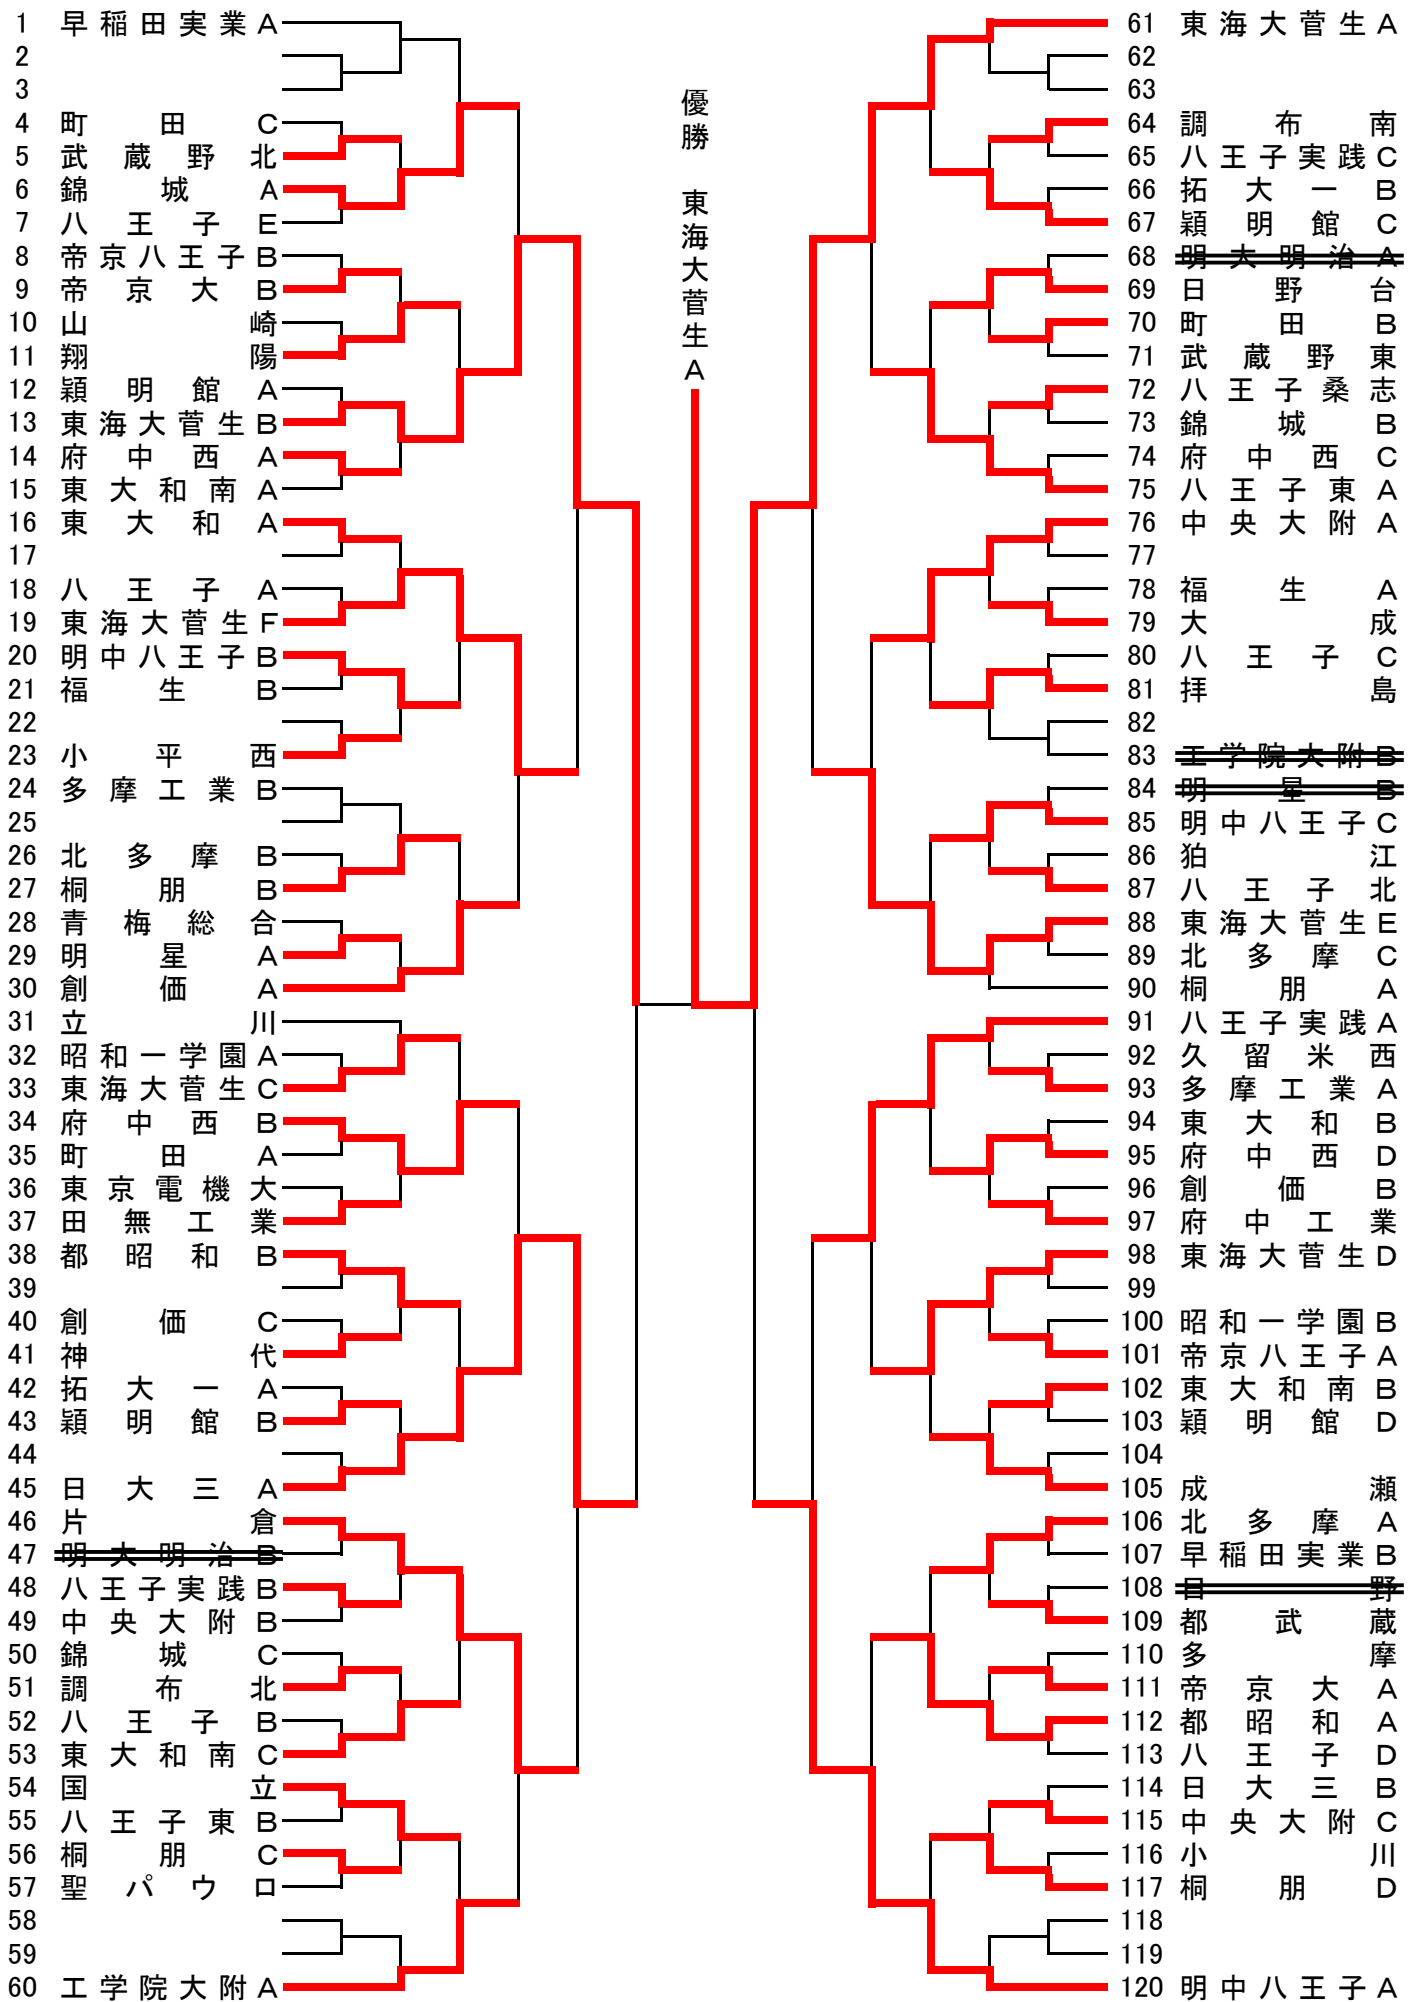 1 早稲田実業A
2
3
4 町田C
5 武蔵野北
6 錦城A
7 八王子E
8 帝京八王子B
9 帝京大B
10 山崎
11 翔陽
12 穎明館A
13 東海大菅生B
14 府中西A
15 東大和南A
16 東大和A
17
18 八王子A
19 東海大菅生F
20 明中八王子B
21 福生B
22
23 小平西
24 多摩工業B
25
26 北多摩B
27 桐朋B
28 青梅総合
29 明星A
30 創価A
31 立川
32 昭和一学園A
33 東海大菅生C
34 府中西B
35 町田A
36 東京電機大
37 田無工業
38 都昭和B
39
40 創価C
41 神代
42 拓大一A
43 穎明館B
44
45 日大三A
46 片倉
47 明大明治B
48 八王子実践B
49 中央大附B
50 錦城C
51 調布北
52 八王子B
53 東大和南C
54 国立
55 八王子東B
56 桐朋C
57 聖パウロ
58
59
60 工学院大附A
優勝 東海大菅生A
61 東海大菅生A
62
63
64 調布南
65 八王子実践C
66 拓大一B
67 穎明館C
68 明大明治A
69 日野台
70 町田B
71 武蔵野東
72 八王子桑志
73 錦城B
74 府中西C
75 八王子東A
76 中央大附A
77
78 福生A
79 大成
80 八王子C
81 拝島
82
83 工学院大附B
84 明星B
85 明中八王子C
86 狛江
87 八王子北
88 東海大菅生E
89 北多摩C
90 桐朋A
91 八王子実践A
92 久留米西
93 多摩工業A
94 東大和B
95 府中西D
96 創価B
97 府中工業
98 東海大菅生D
99
100 昭和一学園B
101 帝京八王子A
102 東大和南B
103 穎明館D
104
105 成瀬
106 北多摩A
107 早稲田実業B
108 日野
109 都武蔵
110 多摩
111 帝京大A
112 都昭和A
113 八王子D
114 日大三B
115 中央大附C
116 小川
117 桐朋D
118
119
120 明中八王子A